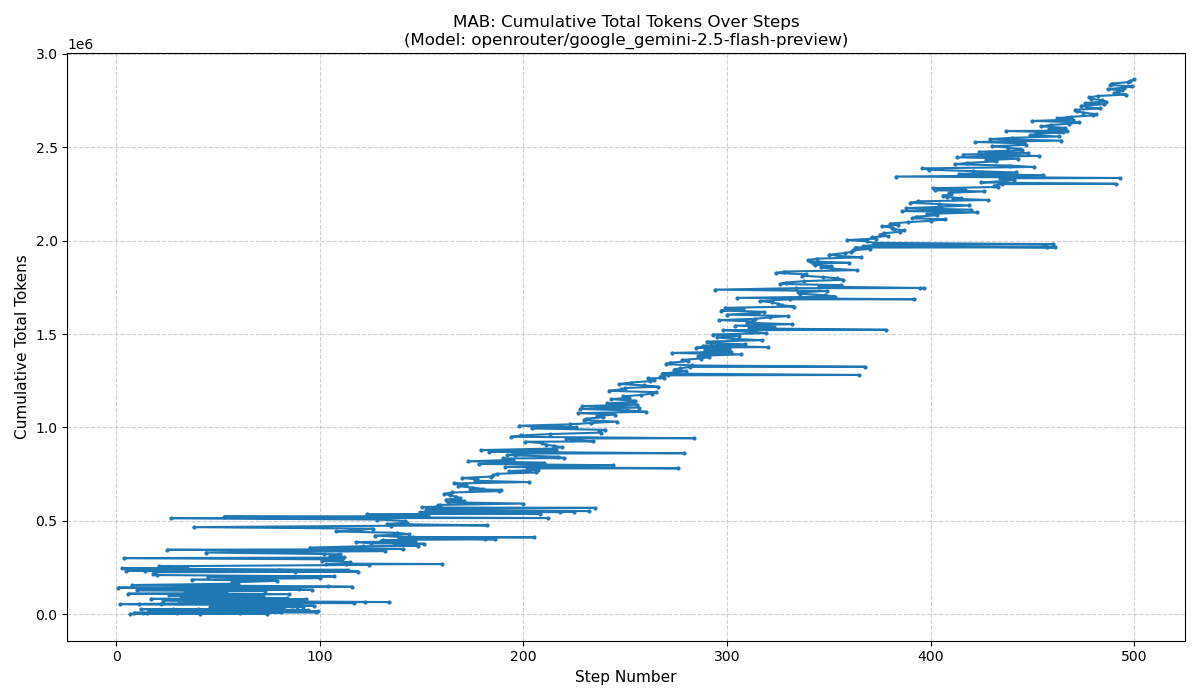 MAB: Cumulative Total Tokens Over Steps
(Model: openrouter/google_gemini-2.5-flash-preview)
1e6
3.0
2.5
2.0
1.5
1.0
0.5
0.0
Cumulative Total Tokens
0 100 200 300 400 500
Step Number